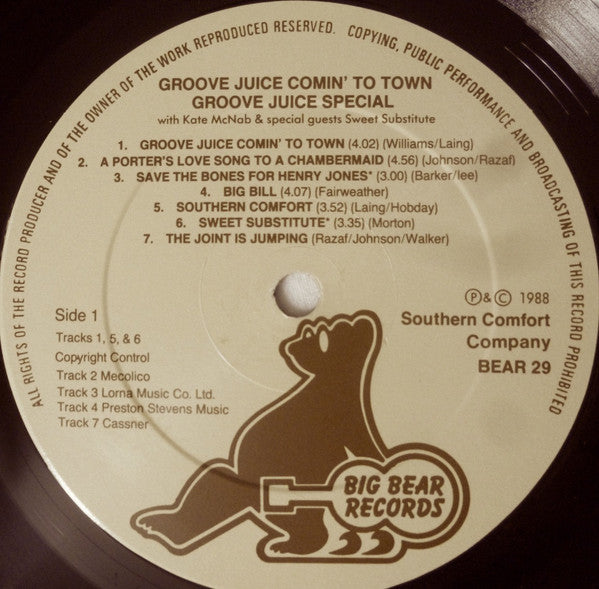 ALL RIGHTS OF THE RECORD PRODUCER AND OF THE OWNER OF THE WORK REPRODUCED RESERVED. COPYING, PUBLIC PERFORMANCE AND BROADCASTING OF THIS RECORD PROHIBITED
GROOVE JUICE COMIN' TO TOWN
GROOVE JUICE SPECIAL
with Kate McNab & special guests Sweet Substitute
1. GROOVE JUICE COMIN' TO TOWN (4.02) (Williams/Laing)
2. A PORTER'S LOVE SONG TO A CHAMBERMAID (4.56) (Johnson/Razaf)
3. SAVE THE BONES FOR HENRY JONES* (3.00) (Barker/lee)
4. BIG BILL (4.07) (Fairweather)
5. SOUTHERN COMFORT (3.52) (Laing/Hobday)
6. SWEET SUBSTITUTE* (3.35) (Morton)
7. THE JOINT IS JUMPING (Razaf/Johnson/Walker)
Side 1
Tracks 1, 5, & 6
Copyright Control
Track 2 Mecolico
Track 3 Lorna Music Co. Ltd.
Track 4 Preston Stevens Music
Track 7 Cassner
℗ & © 1988
Southern Comfort
Company
BEAR 29
BIG BEAR
RECORDS